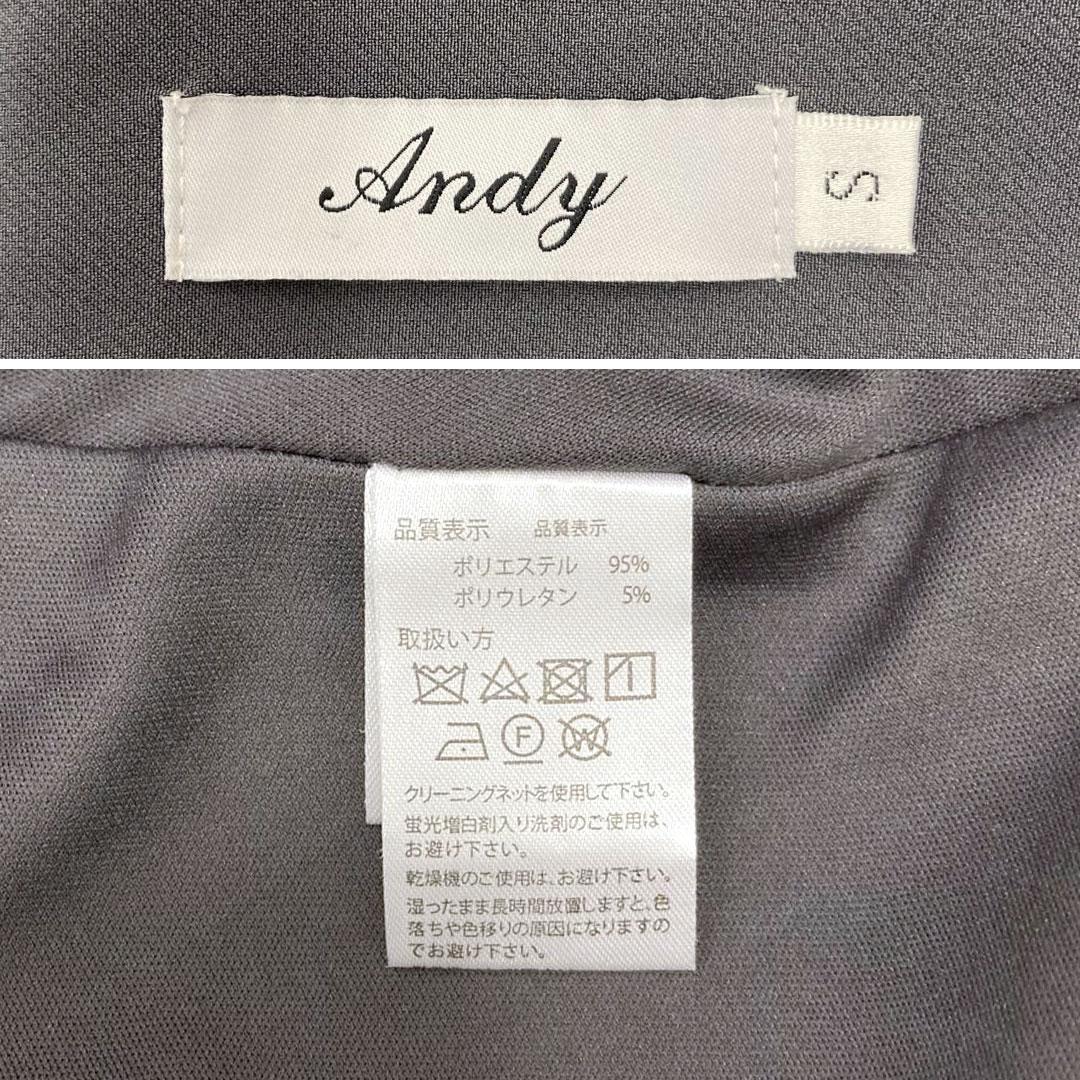 Andy
S
品質表示 品質表示
ポリエステル 95%
ポリウレタン 5%
取扱い方
F W
クリーニングネットを使用して下さい。
蛍光増白剤入り洗剤のご使用は、
お避け下さい。
乾燥機のご使用は、お避け下さい。
湿ったまま長時間放置しますと、色
落ちや色移りの原因になりますの
でお避け下さい。